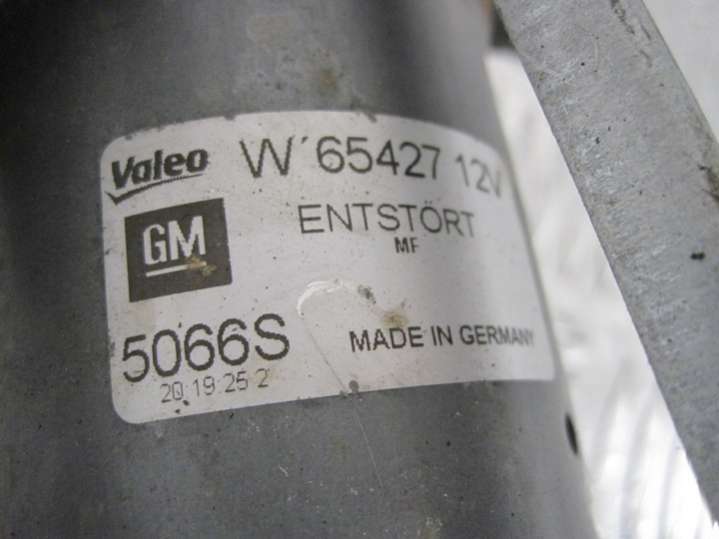 Valeo W 65427 12V
GM ENTSTÖRT
MF
5066S MADE IN GERMANY
20 19 25 2